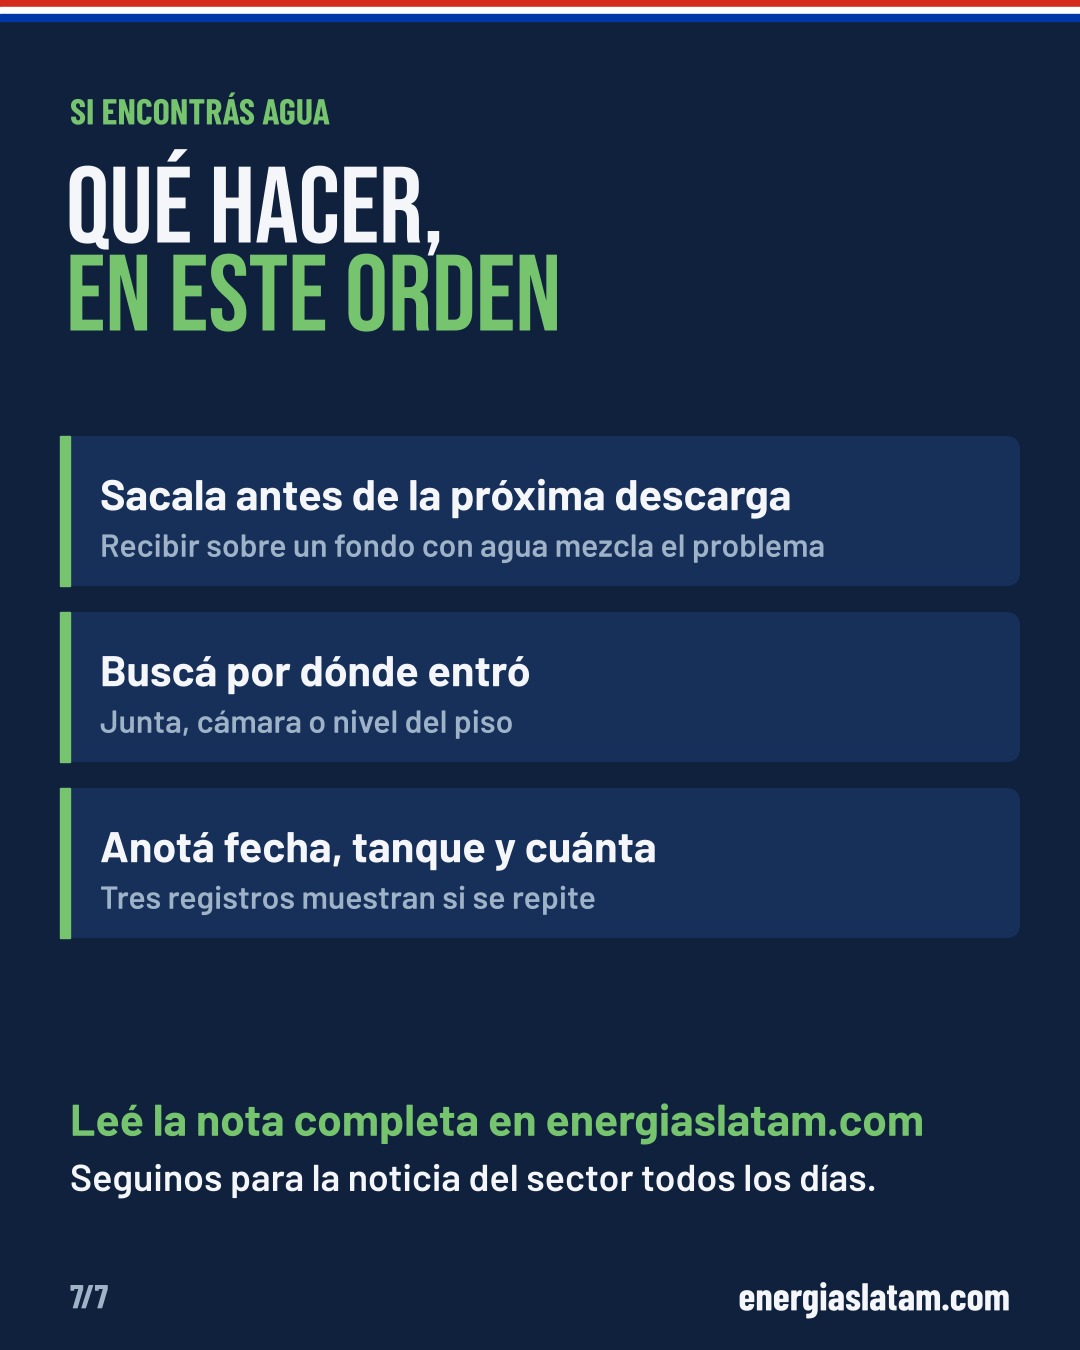 SI ENCONTRÁS AGUA
QUÉ HACER,
EN ESTE ORDEN
Sacala antes de la próxima descarga
Recibir sobre un fondo con agua mezcla el problema
Buscá por dónde entró
Junta, cámara o nivel del piso
Anotá fecha, tanque y cuánta
Tres registros muestran si se repite
Leé la nota completa en energiaslatam.com
Seguinos para la noticia del sector todos los días.
7/7
energiaslatam.com